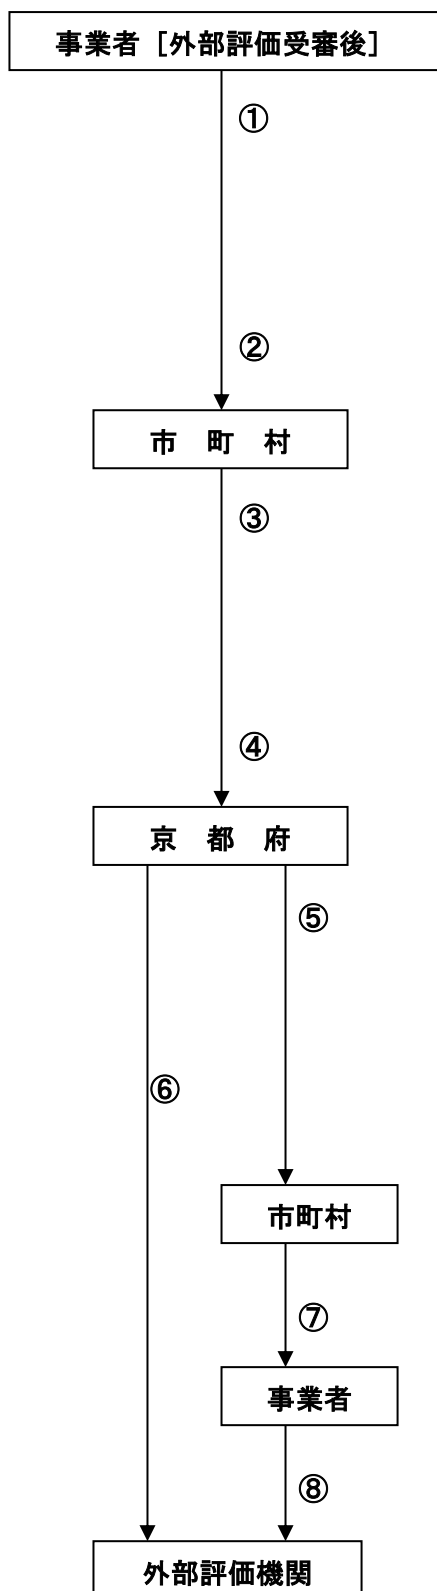 事業者［外部評価受審後］
①
②
市　町　村
③
④
京　都　府
⑤
⑥
市町村
⑦
事業者
⑧
外部評価機関